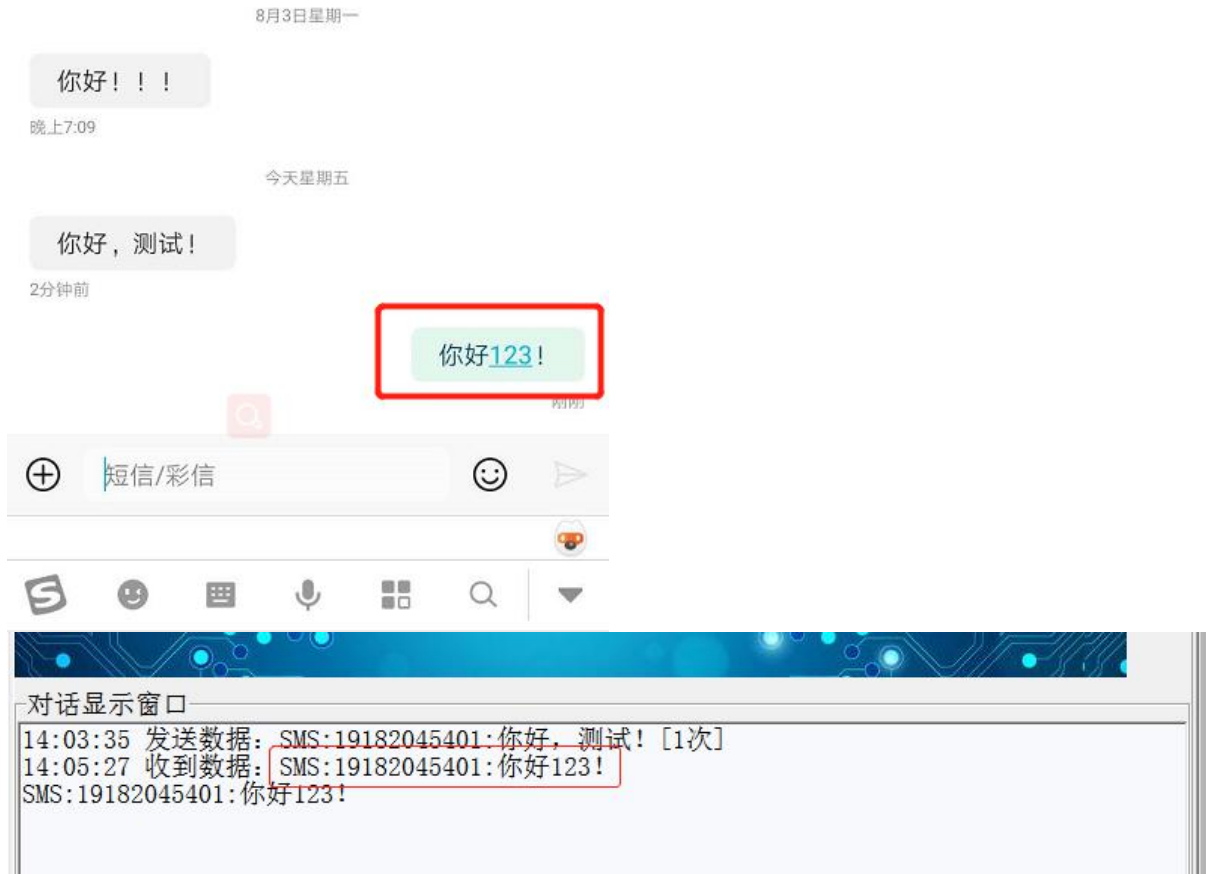 8月3日星期一
你好！！！
晚上7:09
今天星期五
你好，测试！
2分钟前
你好123！
刚刚
短信/彩信
对话显示窗口
14:03:35 发送数据：SMS:19182045401:你好，测试！[1次]
14:05:27 收到数据：SMS:19182045401:你好123！
SMS:19182045401:你好123！